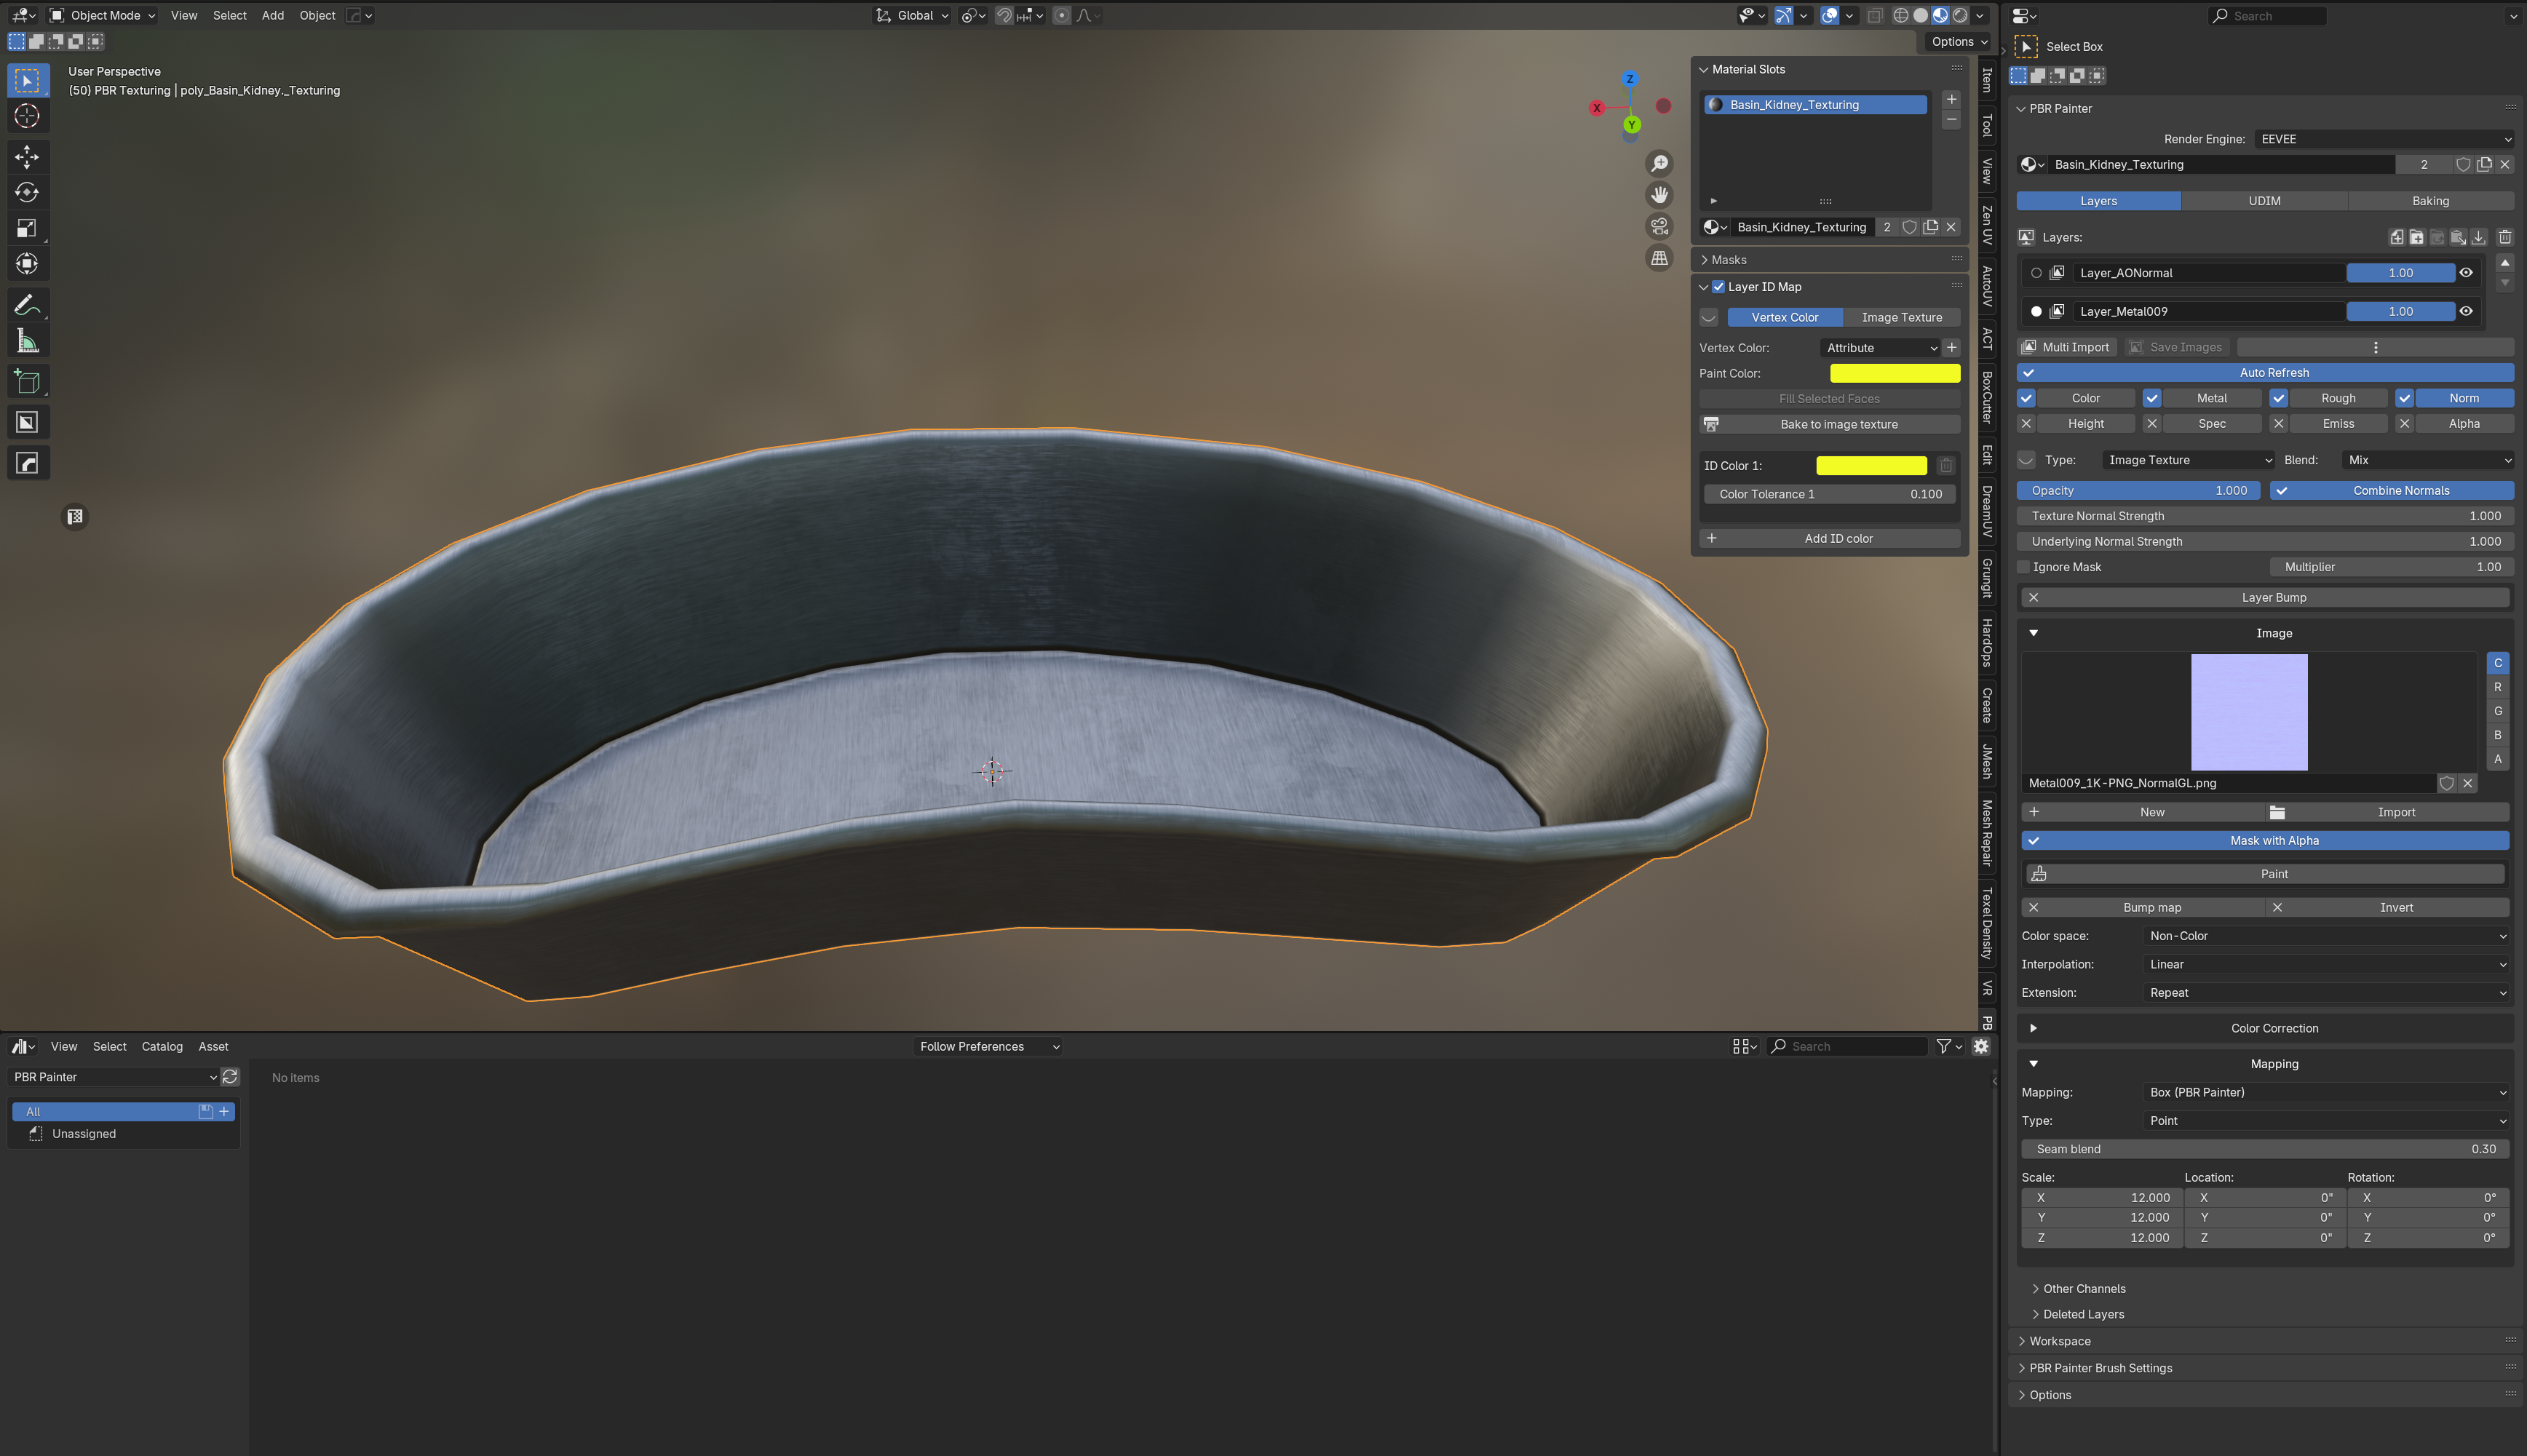 Object Mode View Select Add Object Global
Options
User Perspective
(50) PBR Texturing | poly_Basin_Kidney._Texturing
Z
X
Y
Material Slots
Basin_Kidney_Texturing
Basin_Kidney_Texturing 2
Masks
Layer ID Map
Vertex Color Image Texture
Vertex Color: Attribute
Paint Color:
Fill Selected Faces
Bake to image texture
ID Color 1:
Color Tolerance 1 0.100
Add ID color
Item
Tool
View
Zen UV
AutoUV
ACT
BoxCutter
Edit
DreamUV
Grungit
HardOps
Create
JMesh
Mesh Repair
Texel Density
VR
PB
Search
Select Box
PBR Painter
Render Engine: EEVEE
Basin_Kidney_Texturing 2
Layers UDIM Baking
Layers:
Layer_AONormal 1.00
Layer_Metal009 1.00
Multi Import Save Images
Auto Refresh
Color Metal Rough Norm
Height Spec Emiss Alpha
Type: Image Texture Blend: Mix
Opacity 1.000 Combine Normals
Texture Normal Strength 1.000
Underlying Normal Strength 1.000
Ignore Mask Multiplier 1.00
Layer Bump
Image
C
R
G
B
A
Metal009_1K-PNG_NormalGL.png
New Import
Mask with Alpha
Paint
Bump map Invert
Color space: Non-Color
Interpolation: Linear
Extension: Repeat
Color Correction
Mapping
Mapping: Box (PBR Painter)
Type: Point
Seam blend 0.30
Scale: Location: Rotation:
X 12.000 X 0" X 0°
Y 12.000 Y 0" Y 0°
Z 12.000 Z 0" Z 0°
Other Channels
Deleted Layers
Workspace
PBR Painter Brush Settings
Options
View Select Catalog Asset Follow Preferences Search
PBR Painter
No items
All
Unassigned